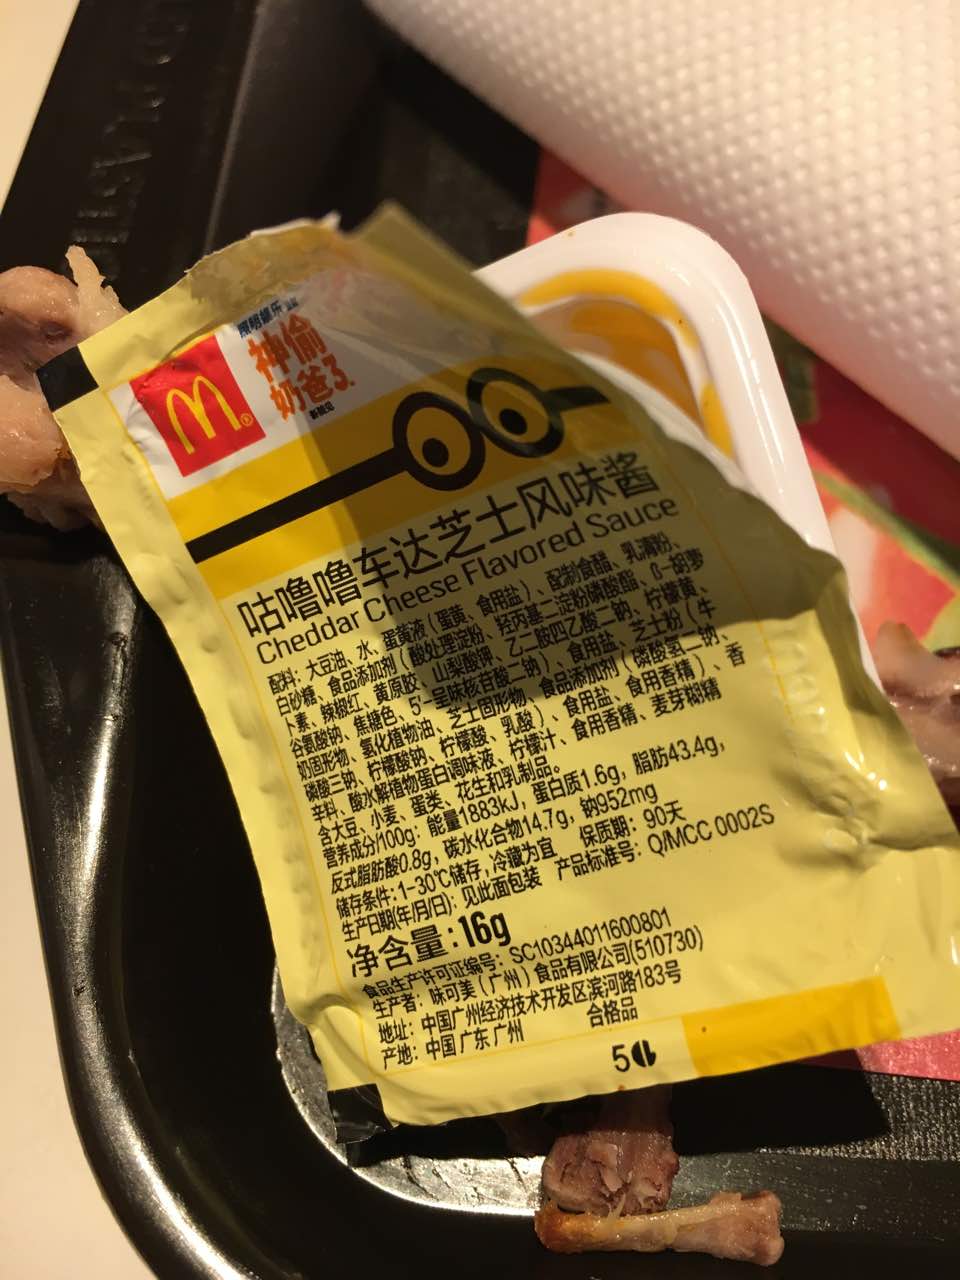 照明娱乐
神偷
奶爸3
M®
咕噜噜车达芝士风味酱
Cheddar Cheese Flavored Sauce
配料：大豆油、水、蛋黄液（蛋黄、食用盐）、配制食醋、乳清粉、
白砂糖、食品添加剂（酸处理淀粉、羟丙基二淀粉磷酸酯、β-胡萝
卜素、辣椒红、黄原胶、山梨酸钾、乙二胺四乙酸二钠、柠檬黄、
谷氨酸钠、焦糖色、5'-呈味核苷酸二钠）、食用盐、芝士粉（牛
奶固形物、氢化植物油、芝士固形物、食品添加剂（磷酸氢二钠、
磷酸三钠、柠檬酸钠、柠檬酸、乳酸）、食用盐、食用香精）、香
辛料、酸水解植物蛋白调味液、柠檬汁、食用香精、麦芽糊精
含大豆、小麦、蛋类、花生和乳制品。
营养成分/100g：能量1883kJ，蛋白质1.6g，脂肪43.4g，
反式脂肪酸0.8g，碳水化合物14.7g，钠952mg
储存条件：1-30℃储存，冷藏为宜 保质期：90天
生产日期(年/月/日)：见此面包装 产品标准号：Q/MCC 0002S
净含量：16g
食品生产许可证编号：SC10344011600801
生产者：味可美（广州）食品有限公司(510730)
地址：中国广州经济技术开发区滨河路183号
产地：中国 广东 广州 合格品
5